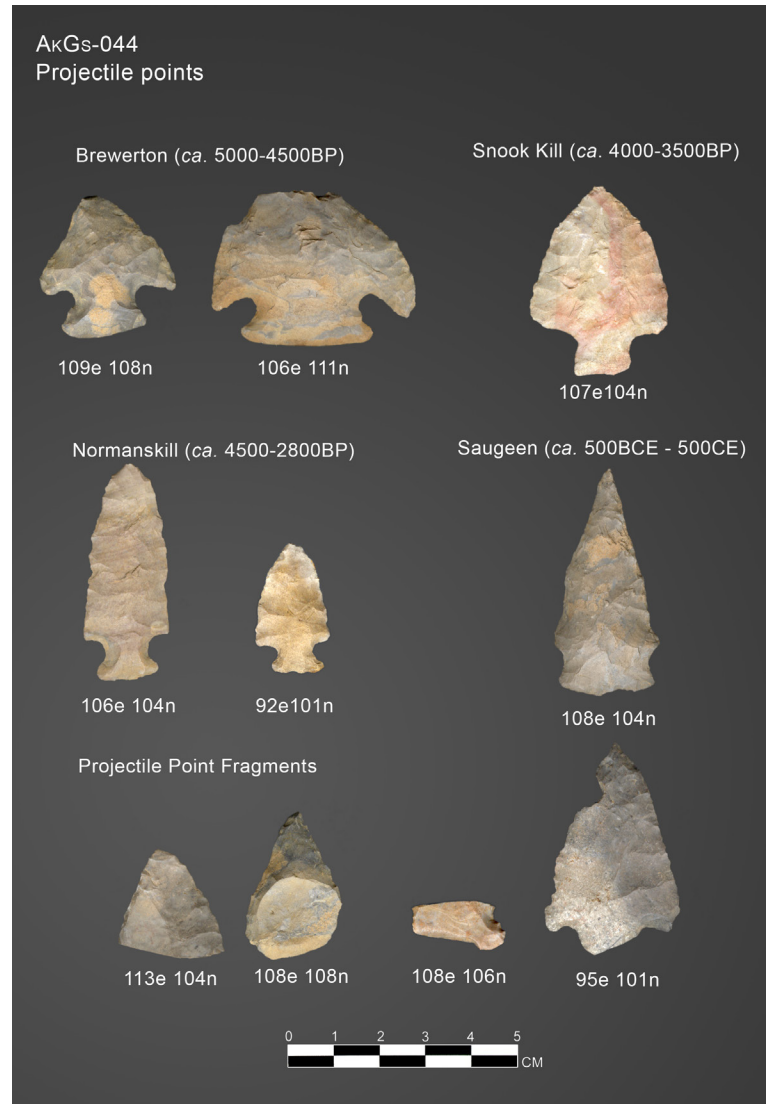 AkGs-044
Projectile points
Brewerton (ca. 5000-4500BP)
Snook Kill (ca. 4000-3500BP)
109e 108n
106e 111n
107e104n
Normanskill (ca. 4500-2800BP)
Saugeen (ca. 500BCE - 500CE)
106e 104n
92e101n
108e 104n
Projectile Point Fragments
113e 104n
108e 108n
108e 106n
95e 101n
0 1 2 3 4 5
CM